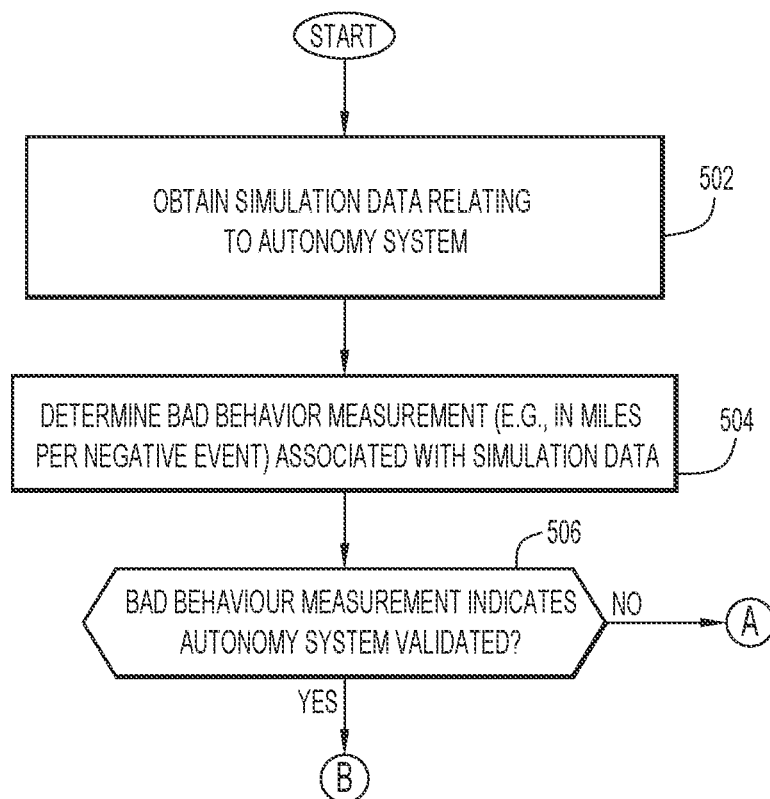 START
OBTAIN SIMULATION DATA RELATING
TO AUTONOMY SYSTEM
502
DETERMINE BAD BEHAVIOR MEASUREMENT (E.G., IN MILES
PER NEGATIVE EVENT) ASSOCIATED WITH SIMULATION DATA
504
506
BAD BEHAVIOUR MEASUREMENT INDICATES
AUTONOMY SYSTEM VALIDATED?
NO
A
YES
B